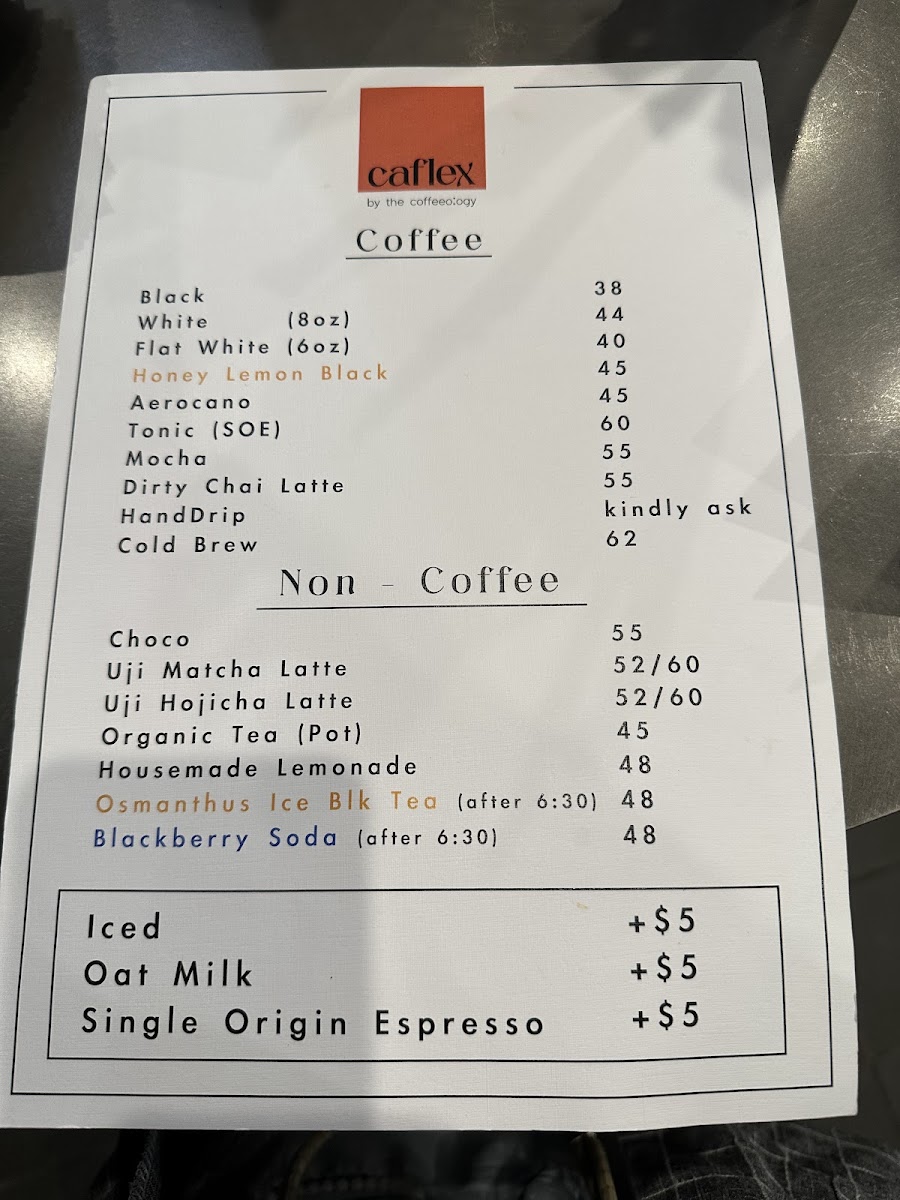 caflex
by the coffeeology
Coffee
Black 38
White (8oz) 44
Flat White (6oz) 40
Honey Lemon Black 45
Aerocano 45
Tonic (SOE) 60
Mocha 55
Dirty Chai Latte 55
HandDrip kindly ask
Cold Brew 62
Non - Coffee
Choco 55
Uji Matcha Latte 52/60
Uji Hojicha Latte 52/60
Organic Tea (Pot) 45
Housemade Lemonade 48
Osmanthus Ice Blk Tea (after 6:30) 48
Blackberry Soda (after 6:30) 48
Iced +$5
Oat Milk +$5
Single Origin Espresso +$5